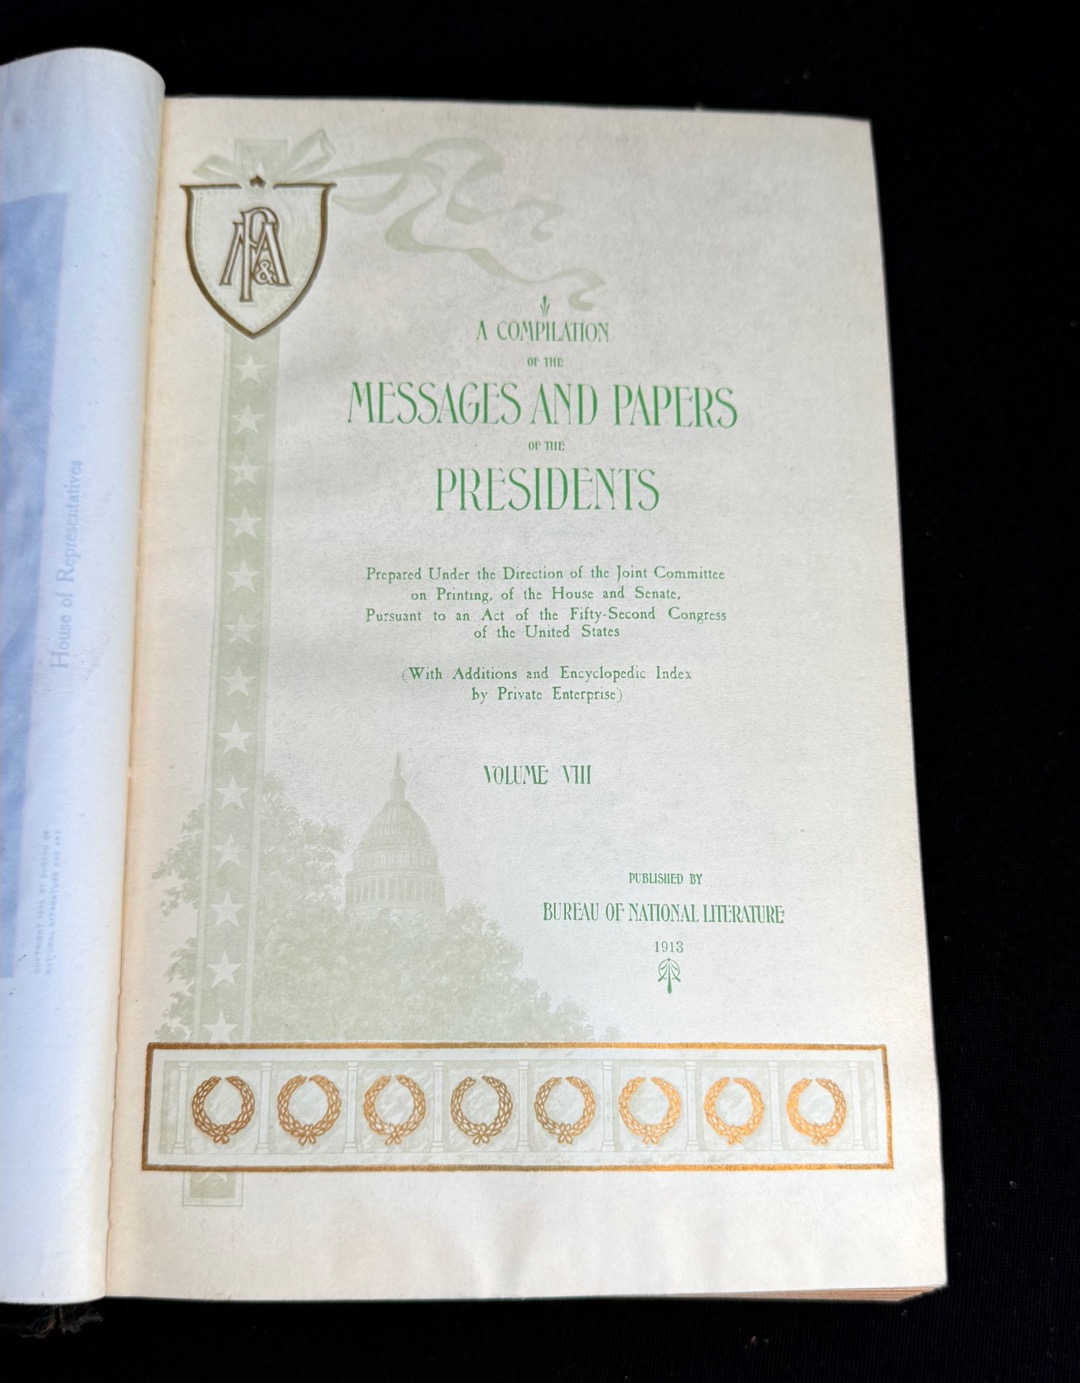 House of Representatives
A COMPILATION
OF THE
MESSAGES AND PAPERS
OF THE
PRESIDENTS
Prepared Under the Direction of the Joint Committee
on Printing, of the House and Senate,
Pursuant to an Act of the Fifty-Second Congress
of the United States
(With Additions and Encyclopedic Index
by Private Enterprise)
VOLUME VIII
PUBLISHED BY
BUREAU OF NATIONAL LITERATURE
1913